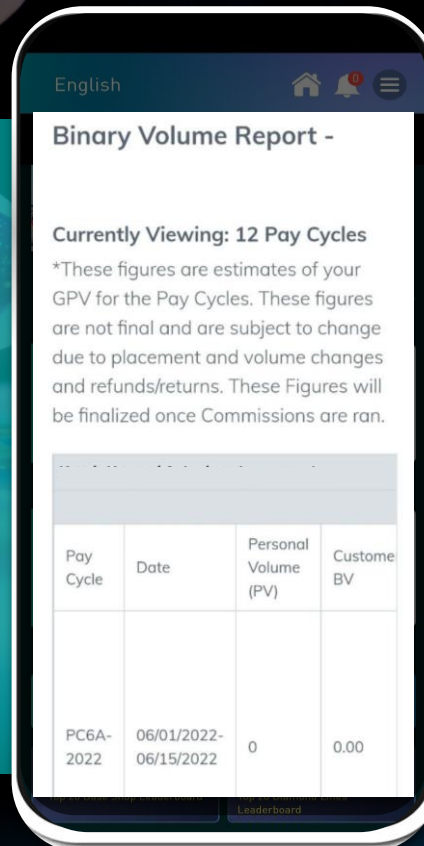 English
0
Binary Volume Report -
Currently Viewing: 12 Pay Cycles
*These figures are estimates of your
GPV for the Pay Cycles. These figures
are not final and are subject to change
due to placement and volume changes
and refunds/returns. These Figures will
be finalized once Commissions are ran.
Pay Cycle
Date
Personal Volume (PV)
Custome BV
PC6A-2022
06/01/2022-06/15/2022
0
0.00
Leaderboard